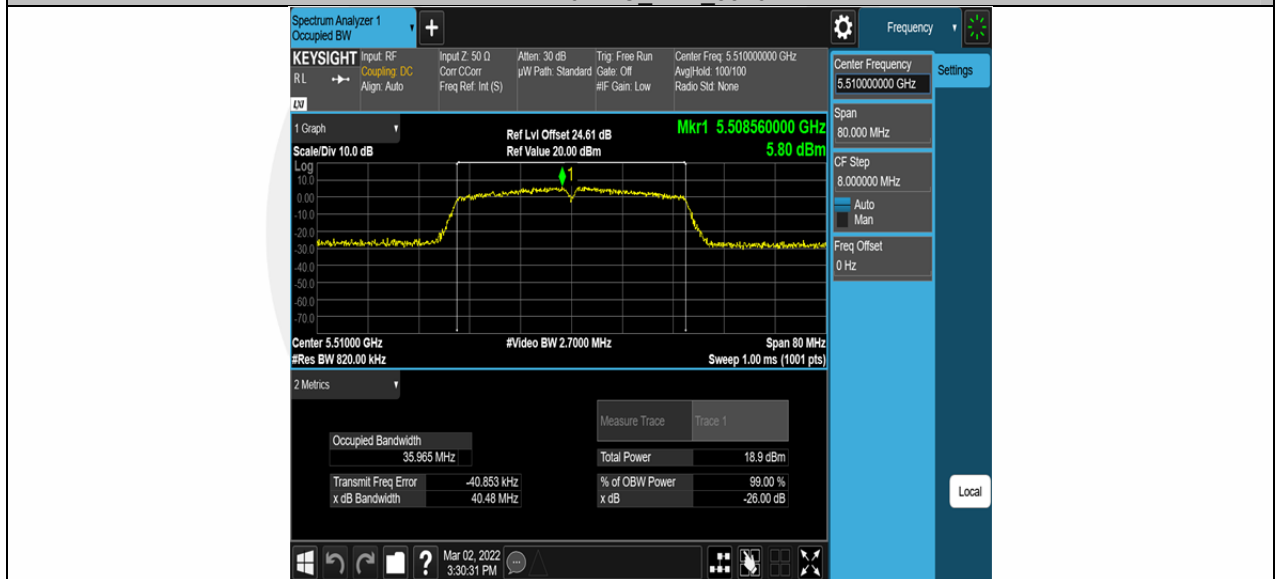 Spectrum Analyzer 1
Occupied BW
+
Frequency
KEYSIGHT
RL
LXI
Input: RF
Coupling: DC
Align: Auto
Input Z: 50 Ω
Corr CCorr
Freq Ref: Int (S)
Atten: 30 dB
µW Path: Standard
Trig: Free Run
Gate: Off
#IF Gain: Low
Center Freq: 5.510000000 GHz
Avg|Hold: 100/100
Radio Std: None
Center Frequency
5.510000000 GHz
Settings
Span
80.000 MHz
CF Step
8.000000 MHz
Auto
Man
Freq Offset
0 Hz
Local
1 Graph
Scale/Div 10.0 dB
Ref Lvl Offset 24.61 dB
Ref Value 20.00 dBm
Mkr1 5.508560000 GHz
5.80 dBm
Log
10.0
0.00
-10.0
-20.0
-30.0
-40.0
-50.0
-60.0
-70.0
1
Center 5.51000 GHz
#Res BW 820.00 kHz
#Video BW 2.7000 MHz
Span 80 MHz
Sweep 1.00 ms (1001 pts)
2 Metrics
Measure Trace
Trace 1
Occupied Bandwidth
35.965 MHz
Total Power
18.9 dBm
Transmit Freq Error
-40.853 kHz
% of OBW Power
99.00 %
x dB Bandwidth
40.48 MHz
x dB
-26.00 dB
?
Mar 02, 2022
3:30:31 PM